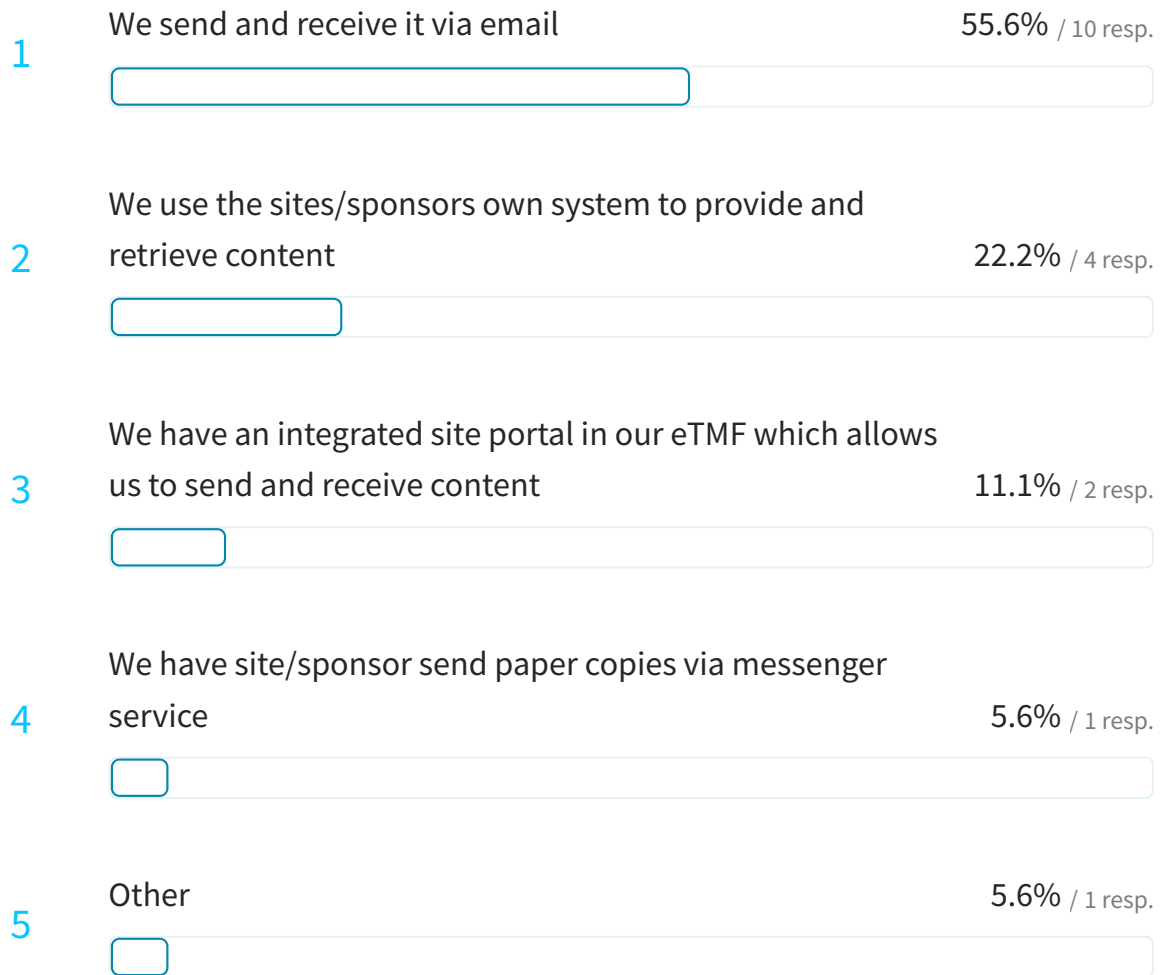 1
We send and receive it via email 55.6% / 10 resp.
We use the sites/sponsors own system to provide and
2
retrieve content 22.2% / 4 resp.
We have an integrated site portal in our eTMF which allows
3
us to send and receive content 11.1% / 2 resp.
We have site/sponsor send paper copies via messenger
4
service 5.6% / 1 resp.
5
Other 5.6% / 1 resp.